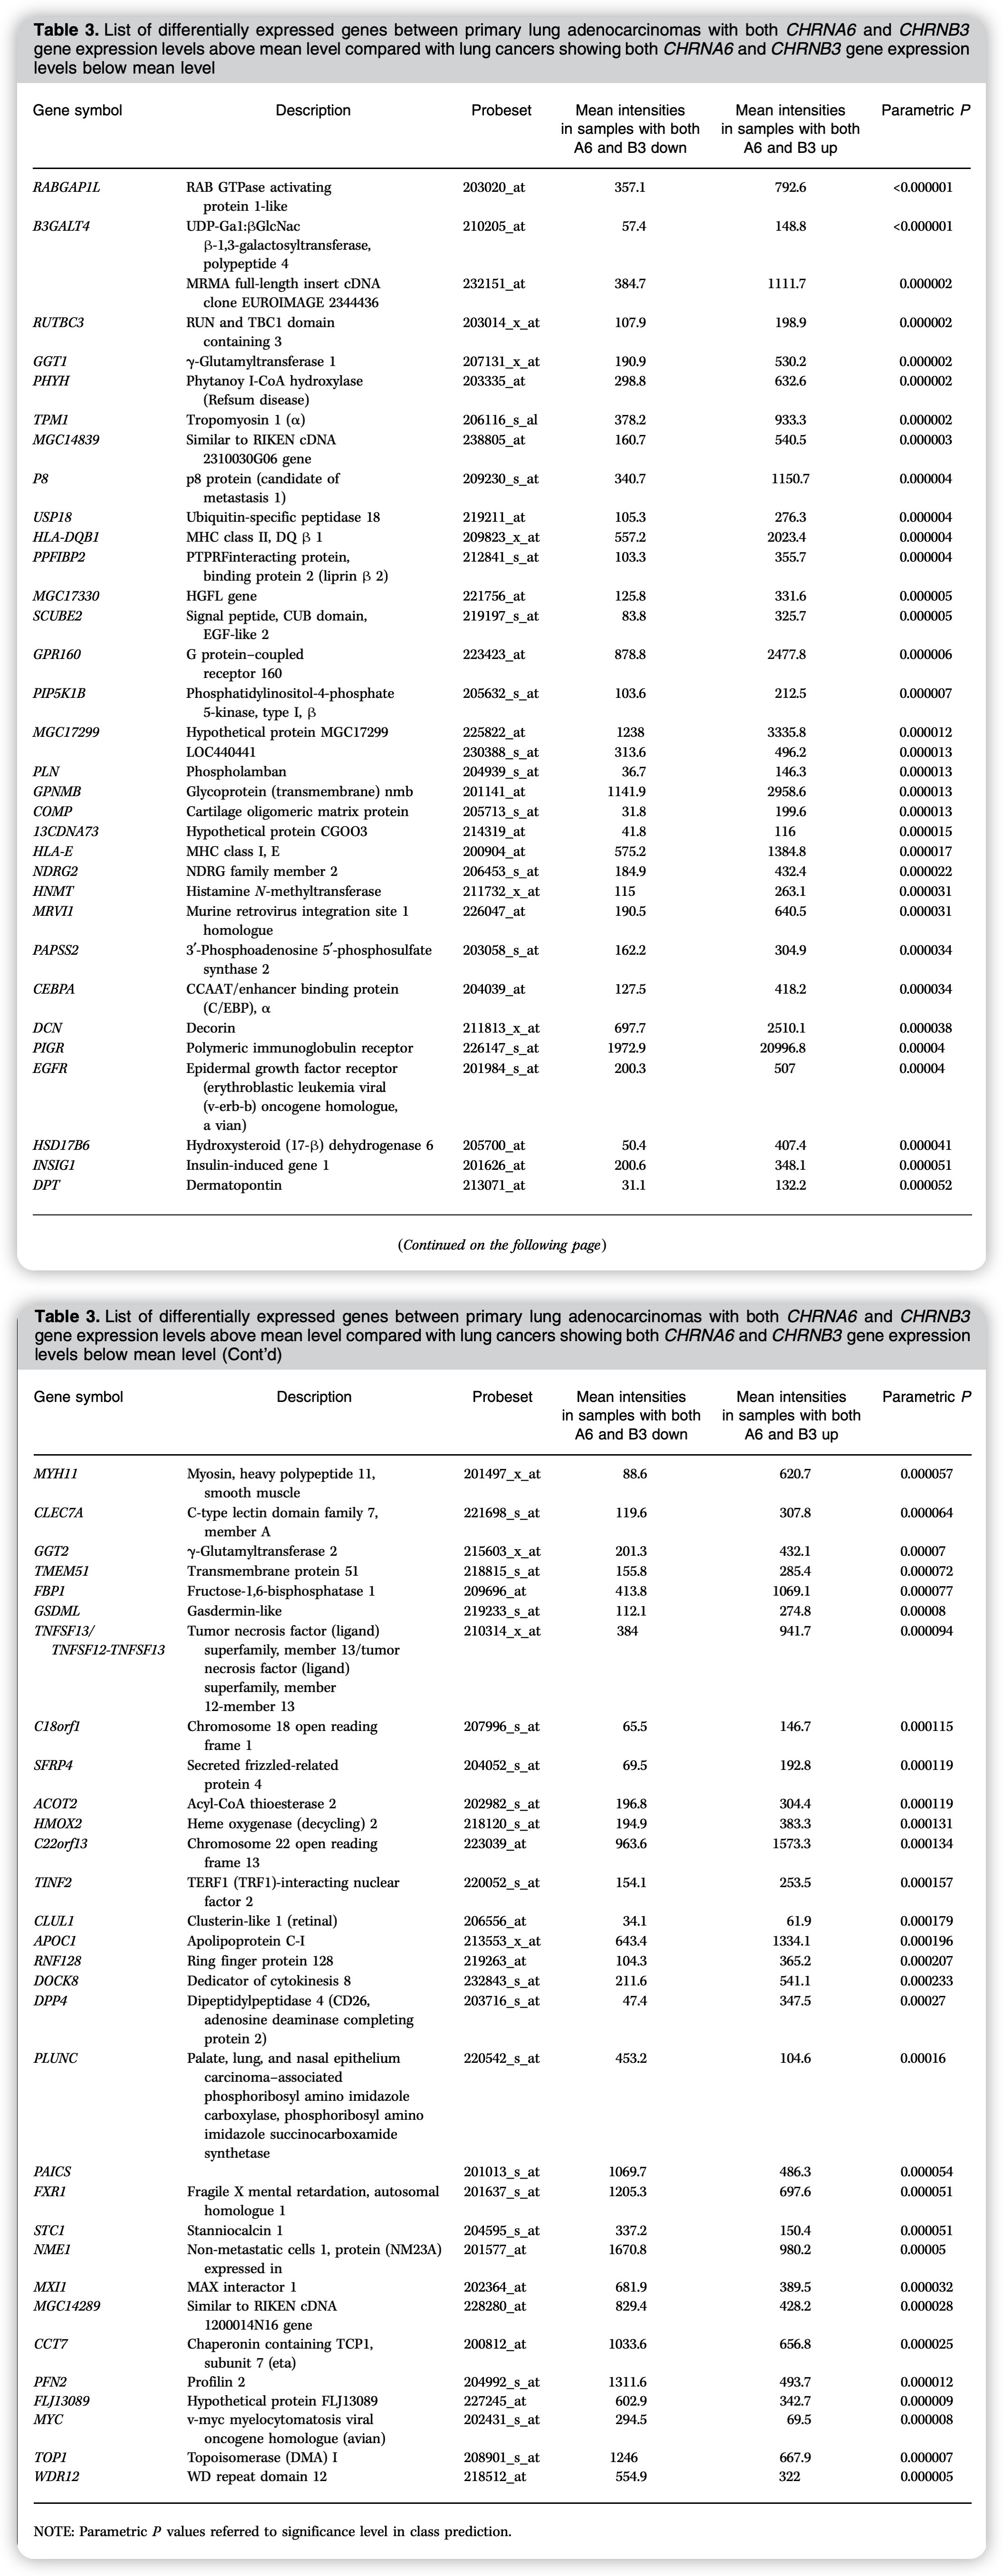 Table 3. List of differentially expressed genes between primary lung adenocarcinomas with both CHRNA6 and CHRNB3
gene expression levels above mean level compared with lung cancers showing both CHRNA6 and CHRNB3 gene expression
levels below mean level
Gene symbol Description Probeset Mean intensities Mean intensities Parametric P
in samples with both in samples with both
A6 and B3 down A6 and B3 up
RABGAP1L RAB GTPase activating 203020_at 357.1 792.6 <0.000001
protein 1-like
B3GALT4 UDP-Ga1:βGlcNac 210205_at 57.4 148.8 <0.000001
β-1,3-galactosyltransferase,
polypeptide 4
MRMA full-length insert cDNA 232151_at 384.7 1111.7 0.000002
clone EUROIMAGE 2344436
RUTBC3 RUN and TBC1 domain 203014_x_at 107.9 198.9 0.000002
containing 3
GGT1 γ-Glutamyltransferase 1 207131_x_at 190.9 530.2 0.000002
PHYH Phytanoy I-CoA hydroxylase 203335_at 298.8 632.6 0.000002
(Refsum disease)
TPM1 Tropomyosin 1 (α) 206116_s_al 378.2 933.3 0.000002
MGC14839 Similar to RIKEN cDNA 238805_at 160.7 540.5 0.000003
2310030G06 gene
P8 p8 protein (candidate of 209230_s_at 340.7 1150.7 0.000004
metastasis 1)
USP18 Ubiquitin-specific peptidase 18 219211_at 105.3 276.3 0.000004
HLA-DQB1 MHC class II, DQ β 1 209823_x_at 557.2 2023.4 0.000004
PPFIBP2 PTPRFinteracting protein, 212841_s_at 103.3 355.7 0.000004
binding protein 2 (liprin β 2)
MGC17330 HGFL gene 221756_at 125.8 331.6 0.000005
SCUBE2 Signal peptide, CUB domain, 219197_s_at 83.8 325.7 0.000005
EGF-like 2
GPR160 G protein–coupled 223423_at 878.8 2477.8 0.000006
receptor 160
PIP5K1B Phosphatidylinositol-4-phosphate 205632_s_at 103.6 212.5 0.000007
5-kinase, type I, β
MGC17299 Hypothetical protein MGC17299 225822_at 1238 3335.8 0.000012
LOC440441 230388_s_at 313.6 496.2 0.000013
PLN Phospholamban 204939_s_at 36.7 146.3 0.000013
GPNMB Glycoprotein (transmembrane) nmb 201141_at 1141.9 2958.6 0.000013
COMP Cartilage oligomeric matrix protein 205713_s_at 31.8 199.6 0.000013
13CDNA73 Hypothetical protein CGOO3 214319_at 41.8 116 0.000015
HLA-E MHC class I, E 200904_at 575.2 1384.8 0.000017
NDRG2 NDRG family member 2 206453_s_at 184.9 432.4 0.000022
HNMT Histamine N-methyltransferase 211732_x_at 115 263.1 0.000031
MRVI1 Murine retrovirus integration site 1 226047_at 190.5 640.5 0.000031
homologue
PAPSS2 3′-Phosphoadenosine 5′-phosphosulfate 203058_s_at 162.2 304.9 0.000034
synthase 2
CEBPA CCAAT/enhancer binding protein 204039_at 127.5 418.2 0.000034
(C/EBP), α
DCN Decorin 211813_x_at 697.7 2510.1 0.000038
PIGR Polymeric immunoglobulin receptor 226147_s_at 1972.9 20996.8 0.00004
EGFR Epidermal growth factor receptor 201984_s_at 200.3 507 0.00004
(erythroblastic leukemia viral
(v-erb-b) oncogene homologue,
a vian)
HSD17B6 Hydroxysteroid (17-β) dehydrogenase 6 205700_at 50.4 407.4 0.000041
INSIG1 Insulin-induced gene 1 201626_at 200.6 348.1 0.000051
DPT Dermatopontin 213071_at 31.1 132.2 0.000052
(Continued on the following page)
Table 3. List of differentially expressed genes between primary lung adenocarcinomas with both CHRNA6 and CHRNB3
gene expression levels above mean level compared with lung cancers showing both CHRNA6 and CHRNB3 gene expression
levels below mean level (Cont'd)
Gene symbol Description Probeset Mean intensities Mean intensities Parametric P
in samples with both in samples with both
A6 and B3 down A6 and B3 up
MYH11 Myosin, heavy polypeptide 11, 201497_x_at 88.6 620.7 0.000057
smooth muscle
CLEC7A C-type lectin domain family 7, 221698_s_at 119.6 307.8 0.000064
member A
GGT2 γ-Glutamyltransferase 2 215603_x_at 201.3 432.1 0.00007
TMEM51 Transmembrane protein 51 218815_s_at 155.8 285.4 0.000072
FBP1 Fructose-1,6-bisphosphatase 1 209696_at 413.8 1069.1 0.000077
GSDML Gasdermin-like 219233_s_at 112.1 274.8 0.00008
TNFSF13/ Tumor necrosis factor (ligand) 210314_x_at 384 941.7 0.000094
TNFSF12-TNFSF13 superfamily, member 13/tumor
necrosis factor (ligand)
superfamily, member
12-member 13
C18orf1 Chromosome 18 open reading 207996_s_at 65.5 146.7 0.000115
frame 1
SFRP4 Secreted frizzled-related 204052_s_at 69.5 192.8 0.000119
protein 4
ACOT2 Acyl-CoA thioesterase 2 202982_s_at 196.8 304.4 0.000119
HMOX2 Heme oxygenase (decycling) 2 218120_s_at 194.9 383.3 0.000131
C22orf13 Chromosome 22 open reading 223039_at 963.6 1573.3 0.000134
frame 13
TINF2 TERF1 (TRF1)-interacting nuclear 220052_s_at 154.1 253.5 0.000157
factor 2
CLUL1 Clusterin-like 1 (retinal) 206556_at 34.1 61.9 0.000179
APOC1 Apolipoprotein C-I 213553_x_at 643.4 1334.1 0.000196
RNF128 Ring finger protein 128 219263_at 104.3 365.2 0.000207
DOCK8 Dedicator of cytokinesis 8 232843_s_at 211.6 541.1 0.000233
DPP4 Dipeptidylpeptidase 4 (CD26, 203716_s_at 47.4 347.5 0.00027
adenosine deaminase completing
protein 2)
PLUNC Palate, lung, and nasal epithelium 220542_s_at 453.2 104.6 0.00016
carcinoma–associated
phosphoribosyl amino imidazole
carboxylase, phosphoribosyl amino
imidazole succinocarboxamide
synthetase
PAICS 201013_s_at 1069.7 486.3 0.000054
FXR1 Fragile X mental retardation, autosomal 201637_s_at 1205.3 697.6 0.000051
homologue 1
STC1 Stanniocalcin 1 204595_s_at 337.2 150.4 0.000051
NME1 Non-metastatic cells 1, protein (NM23A) 201577_at 1670.8 980.2 0.00005
expressed in
MXI1 MAX interactor 1 202364_at 681.9 389.5 0.000032
MGC14289 Similar to RIKEN cDNA 228280_at 829.4 428.2 0.000028
1200014N16 gene
CCT7 Chaperonin containing TCP1, 200812_at 1033.6 656.8 0.000025
subunit 7 (eta)
PFN2 Profilin 2 204992_s_at 1311.6 493.7 0.000012
FLJ13089 Hypothetical protein FLJ13089 227245_at 602.9 342.7 0.000009
MYC v-myc myelocytomatosis viral 202431_s_at 294.5 69.5 0.000008
oncogene homologue (avian)
TOP1 Topoisomerase (DMA) I 208901_s_at 1246 667.9 0.000007
WDR12 WD repeat domain 12 218512_at 554.9 322 0.000005
NOTE: Parametric P values referred to significance level in class prediction.